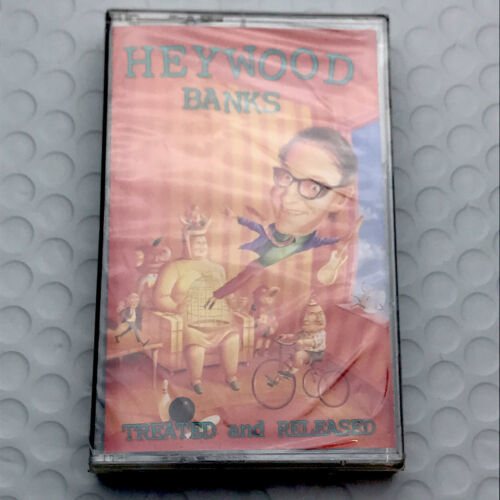 HEYWOOD
BANKS
TREATED and RELEASED